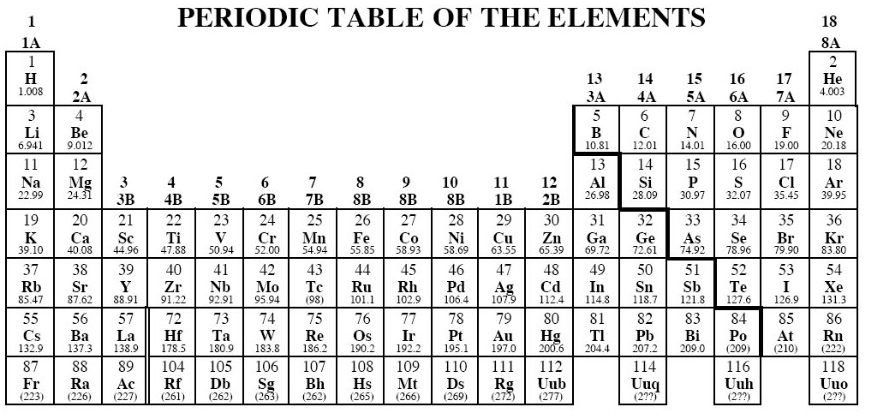 PERIODIC TABLE OF THE ELEMENTS
1 18
1A 8A
1 2
H 2 13 14 15 16 17 He
1.008 2A 3A 4A 5A 6A 7A 4.003
3 4 5 6 7 8 9 10
Li Be B C N O F Ne
6.941 9.012 10.81 12.01 14.01 16.00 19.00 20.18
11 12 13 14 15 16 17 18
Na Mg 3 4 5 6 7 8 9 10 11 12 Al Si P S Cl Ar
22.99 24.31 3B 4B 5B 6B 7B 8B 8B 8B 1B 2B 26.98 28.09 30.97 32.07 35.45 39.95
19 20 21 22 23 24 25 26 27 28 29 30 31 32 33 34 35 36
K Ca Sc Ti V Cr Mn Fe Co Ni Cu Zn Ga Ge As Se Br Kr
39.10 40.08 44.96 47.88 50.94 52.00 54.94 55.85 58.93 58.69 63.55 65.39 69.72 72.61 74.92 78.96 79.90 83.80
37 38 39 40 41 42 43 44 45 46 47 48 49 50 51 52 53 54
Rb Sr Y Zr Nb Mo Tc Ru Rh Pd Ag Cd In Sn Sb Te I Xe
85.47 87.62 88.91 91.22 92.91 95.94 (98) 101.1 102.9 106.4 107.9 112.4 114.8 118.7 121.8 127.6 126.9 131.3
55 56 57 72 73 74 75 76 77 78 79 80 81 82 83 84 85 86
Cs Ba La Hf Ta W Re Os Ir Pt Au Hg Tl Pb Bi Po At Rn
132.9 137.3 138.9 178.5 180.9 183.8 186.2 190.2 192.2 195.1 197.0 200.6 204.4 207.2 209.0 (209) (210) (222)
87 88 89 104 105 106 107 108 109 110 111 112 114 116 118
Fr Ra Ac Rf Db Sg Bh Hs Mt Ds Rg Uub Uuq Uuh Uuo
(223) (226) (227) (261) (262) (263) (262) (265) (266) (269) (272) (277) (2??) (2??) (2??)